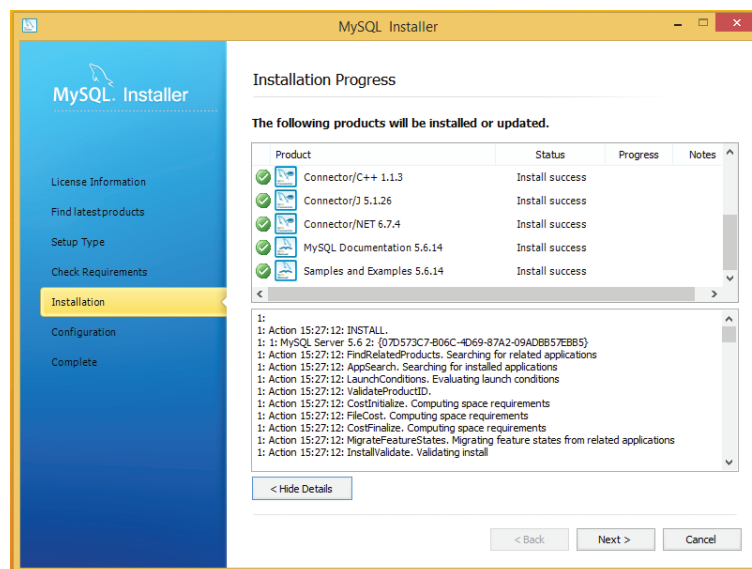 MySQL Installer
MySQL. Installer
License Information
Find latest products
Setup Type
Check Requirements
Installation
Configuration
Complete
Installation Progress
The following products will be installed or updated.
Product Status Progress Notes
Connector/C++ 1.1.3 Install success
Connector/J 5.1.26 Install success
Connector/NET 6.7.4 Install success
MySQL Documentation 5.6.14 Install success
Samples and Examples 5.6.14 Install success
1:
1: Action 15:27:12: INSTALL.
1: 1: MySQL Server 5.6 2: {07D573C7-B06C-4D69-87A2-09ADBB57EBB5}
1: Action 15:27:12: FindRelatedProducts. Searching for related applications
1: Action 15:27:12: AppSearch. Searching for installed applications
1: Action 15:27:12: LaunchConditions. Evaluating launch conditions
1: Action 15:27:12: ValidateProductID.
1: Action 15:27:12: CostInitialize. Computing space requirements
1: Action 15:27:12: FileCost. Computing space requirements
1: Action 15:27:12: CostFinalize. Computing space requirements
1: Action 15:27:12: MigrateFeatureStates. Migrating feature states from related applications
1: Action 15:27:12: InstallValidate. Validating install
< Hide Details
< Back Next > Cancel